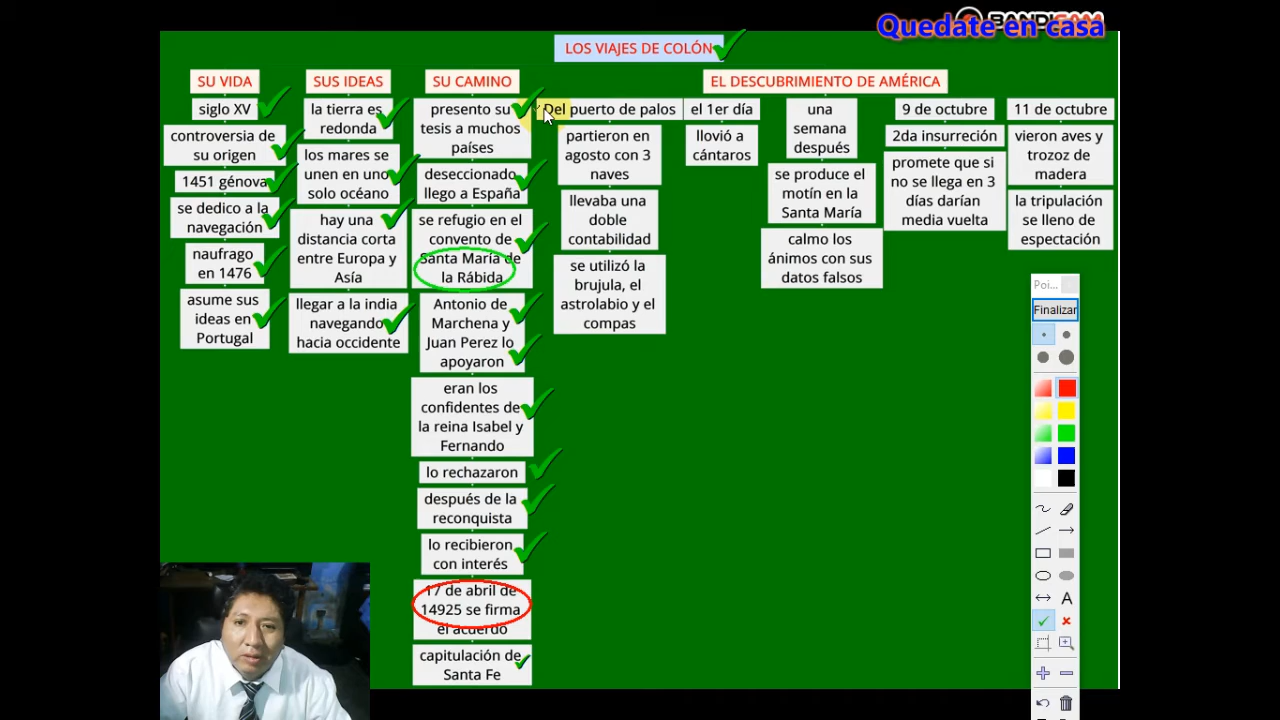 BANDICAM
Quedate en casa
LOS VIAJES DE COLÓN
SU VIDA
siglo XV
controversia de
su origen
1451 génova
se dedico a la
navegación
naufrago
en 1476
asume sus
ideas en
Portugal
SUS IDEAS
la tierra es
redonda
los mares se
unen en uno
solo océano
hay una
distancia corta
entre Europa y
Asía
llegar a la india
navegando
hacia occidente
SU CAMINO
presento su
tesis a muchos
países
deseccionado
llego a España
se refugio en el
convento de
Santa María de
la Rábida
Antonio de
Marchena y
Juan Perez lo
apoyaron
eran los
confidentes de
la reina Isabel y
Fernando
lo rechazaron
después de la
reconquista
lo recibieron
con interés
17 de abril de
14925 se firma
el acuerdo
capitulación de
Santa Fe
EL DESCUBRIMIENTO DE AMÉRICA
Del puerto de palos
partieron en
agosto con 3
naves
llevaba una
doble
contabilidad
se utilizó la
brujula, el
astrolabio y el
compas
el 1er día
llovió a
cántaros
una
semana
después
se produce el
motín en la
Santa María
calmo los
ánimos con sus
datos falsos
9 de octubre
2da insurreción
promete que si
no se llega en 3
días darían
media vuelta
11 de octubre
vieron aves y
trozoz de
madera
la tripulación
se lleno de
espectación
Poi...
Finalizar
A